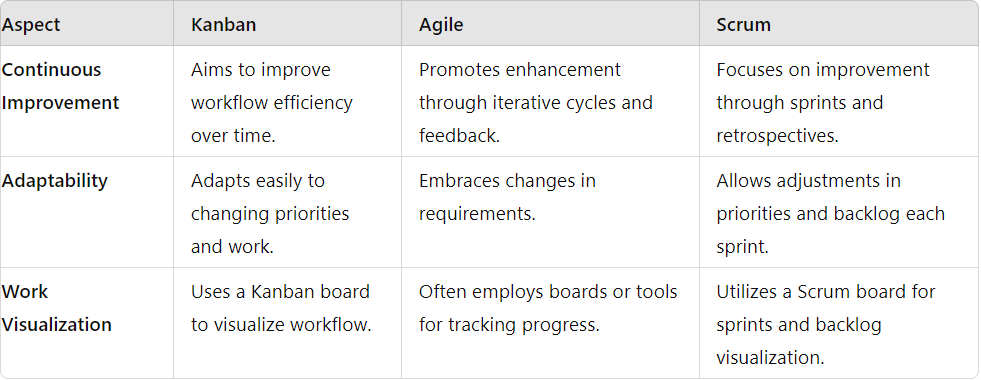 Aspect Kanban Agile Scrum
Continuous Improvement
Aims to improve
workflow efficiency
over time.
Promotes enhancement
through iterative cycles and
feedback.
Focuses on improvement
through sprints and
retrospectives.
Adaptability
Adapts easily to
changing priorities
and work.
Embraces changes in
requirements.
Allows adjustments in
priorities and backlog each
sprint.
Work
Visualization
Uses a Kanban board
to visualize workflow.
Often employs boards or tools
for tracking progress.
Utilizes a Scrum board for
sprints and backlog
visualization.